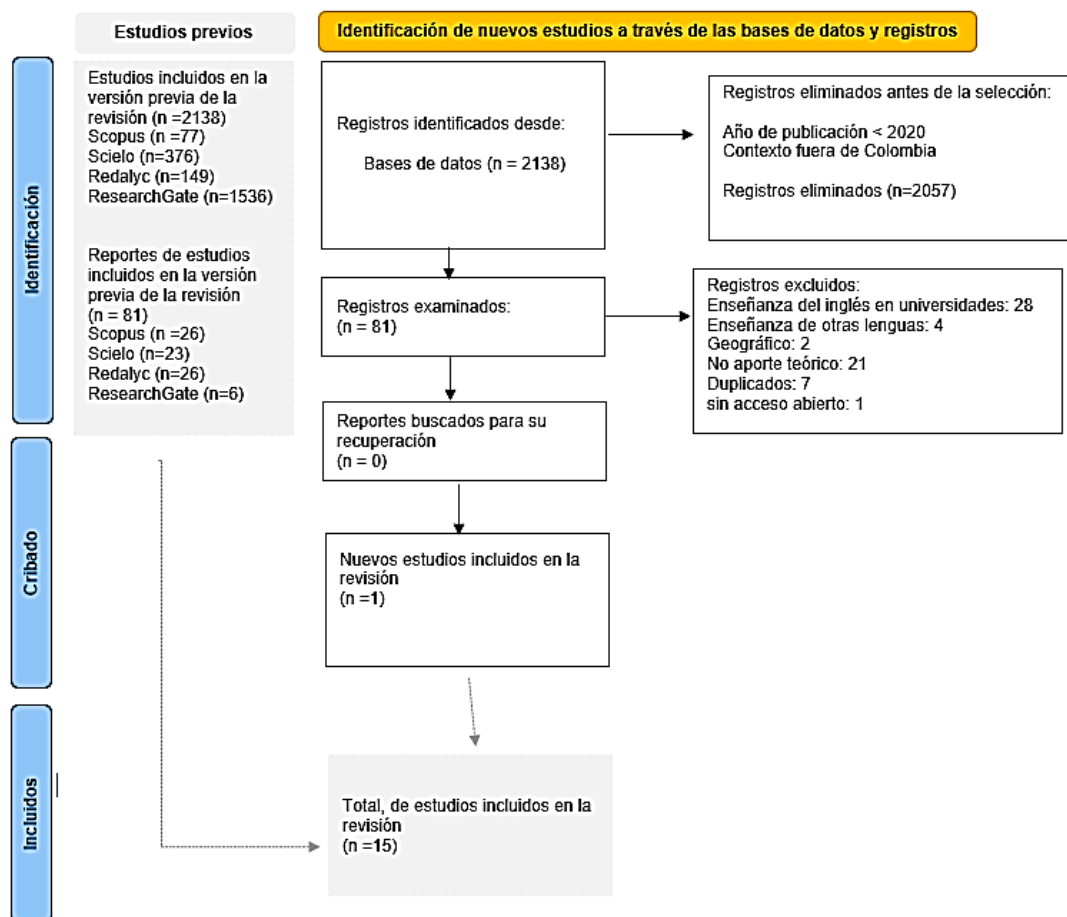 Estudios previos
Identificación de nuevos estudios a través de las bases de datos y registros
Identificación
Estudios incluidos en la
versión previa de la
revisión (n =2138)
Scopus (n =77)
Scielo (n=376)
Redalyc (n=149)
ResearchGate (n=1536)
Reportes de estudios
incluidos en la versión
previa de la revisión
(n = 81)
Scopus (n =26)
Scielo (n=23)
Redalyc (n=26)
ResearchGate (n=6)
Registros identificados desde:
Bases de datos (n = 2138)
Registros eliminados antes de la selección:
Año de publicación < 2020
Contexto fuera de Colombia
Registros eliminados (n=2057)
Registros examinados:
(n = 81)
Registros excluidos:
Enseñanza del inglés en universidades: 28
Enseñanza de otras lenguas: 4
Geográfico: 2
No aporte teórico: 21
Duplicados: 7
sin acceso abierto: 1
Reportes buscados para su
recuperación
(n = 0)
Cribado
Nuevos estudios incluidos en la
revisión
(n =1)
Incluidos
Total, de estudios incluidos en la
revisión
(n =15)